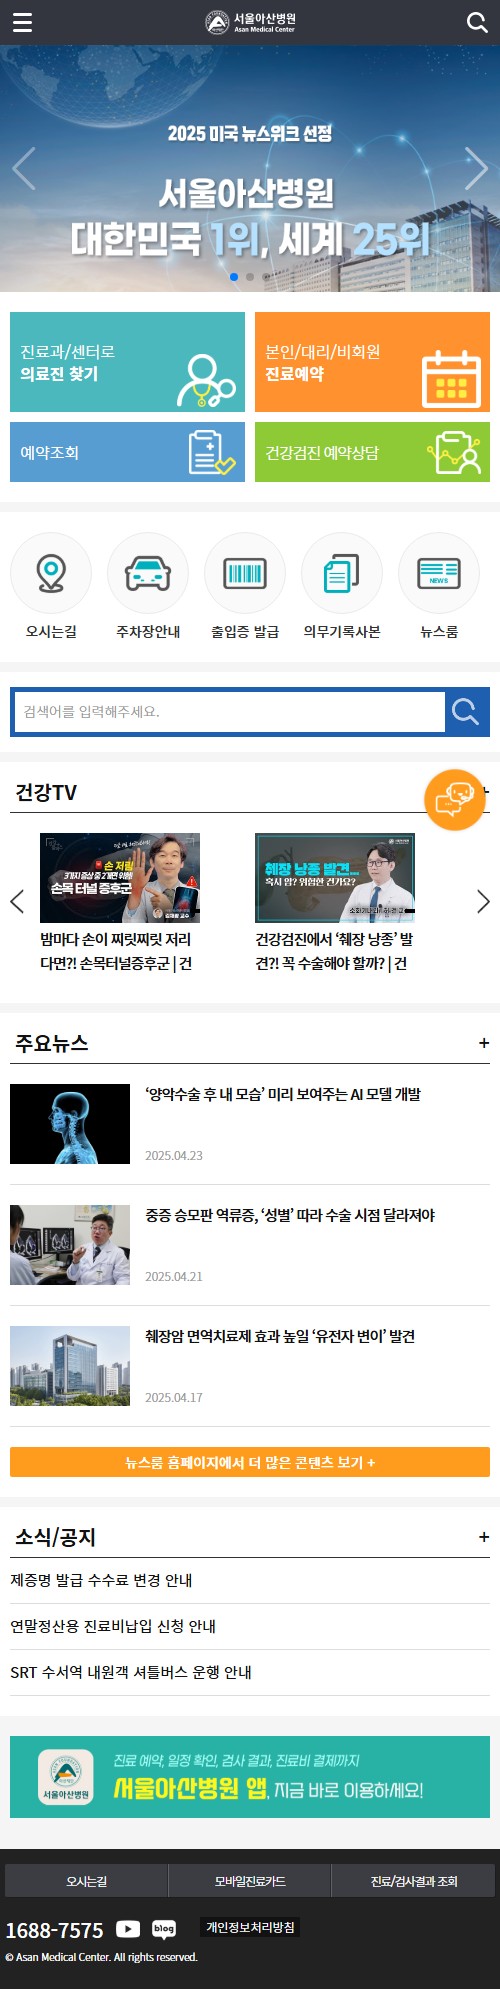 서울아산병원
Asan Medical Center
2025 미국 뉴스위크 선정
서울아산병원
대한민국 1위, 세계 25위
진료과/센터로
의료진 찾기
본인/대리/비회원
진료예약
예약조회
건강검진 예약상담
오시는길
주차장안내
출입증 발급
의무기록사본
NEWS
뉴스룸
검색어를 입력해주세요.
건강TV
+
손 저림
3가지 증상 중 2개면 위험!
손목 터널 증후군
췌장 낭종 발견...
혹시 암? 위험한 건가요?
밤마다 손이 찌릿찌릿 저리
다면?! 손목터널증후군 | 건
건강검진에서 ‘췌장 낭종’ 발
견?! 꼭 수술해야 할까? | 건
주요뉴스
+
‘양악수술 후 내 모습’ 미리 보여주는 AI 모델 개발
2025.04.23
중증 승모판 역류증, ‘성별’ 따라 수술 시점 달라져야
2025.04.21
췌장암 면역치료제 효과 높일 ‘유전자 변이’ 발견
2025.04.17
뉴스룸 홈페이지에서 더 많은 콘텐츠 보기 +
소식/공지
+
제증명 발급 수수료 변경 안내
연말정산용 진료비납입 신청 안내
SRT 수서역 내원객 셔틀버스 운행 안내
서울아산병원
진료 예약, 일정 확인, 검사 결과, 진료비 결제까지
서울아산병원 앱, 지금 바로 이용하세요!
오시는길
모바일진료카드
진료/검사결과 조회
1688-7575
blog
개인정보처리방침
© Asan Medical Center. All rights reserved.